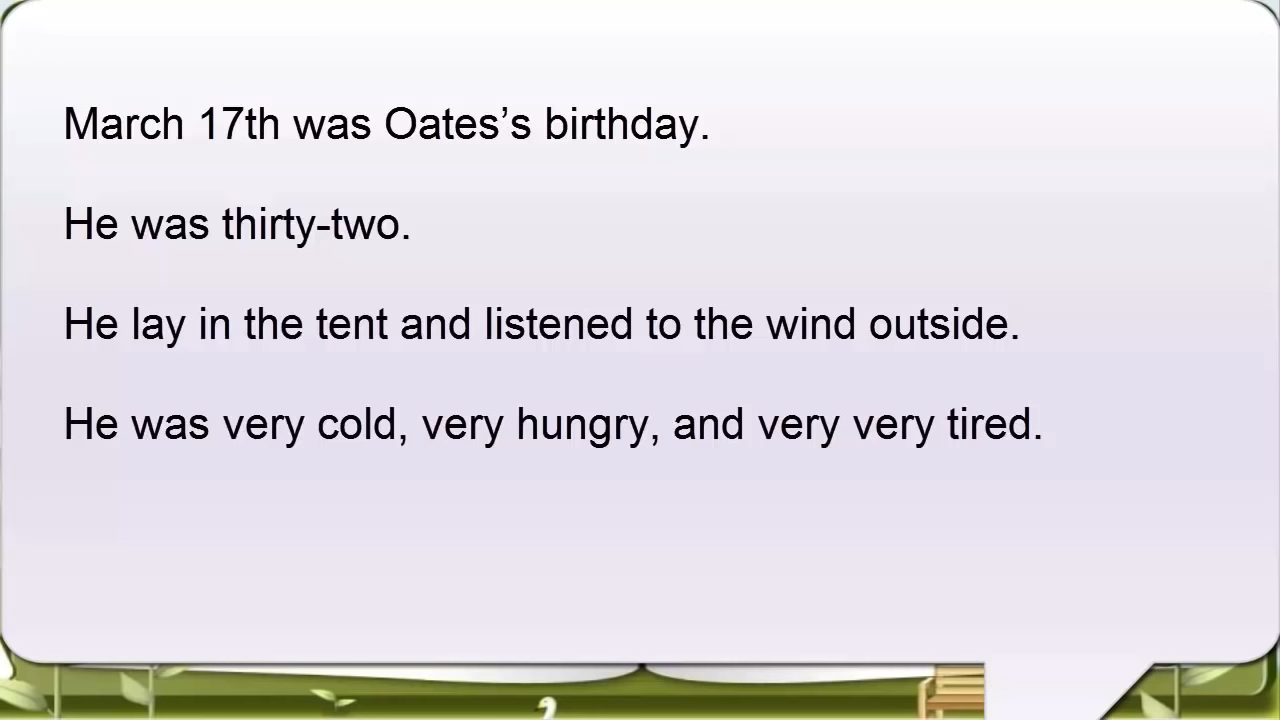 March 17th was Oates’s birthday.
He was thirty-two.
He lay in the tent and listened to the wind outside.
He was very cold, very hungry, and very very tired.